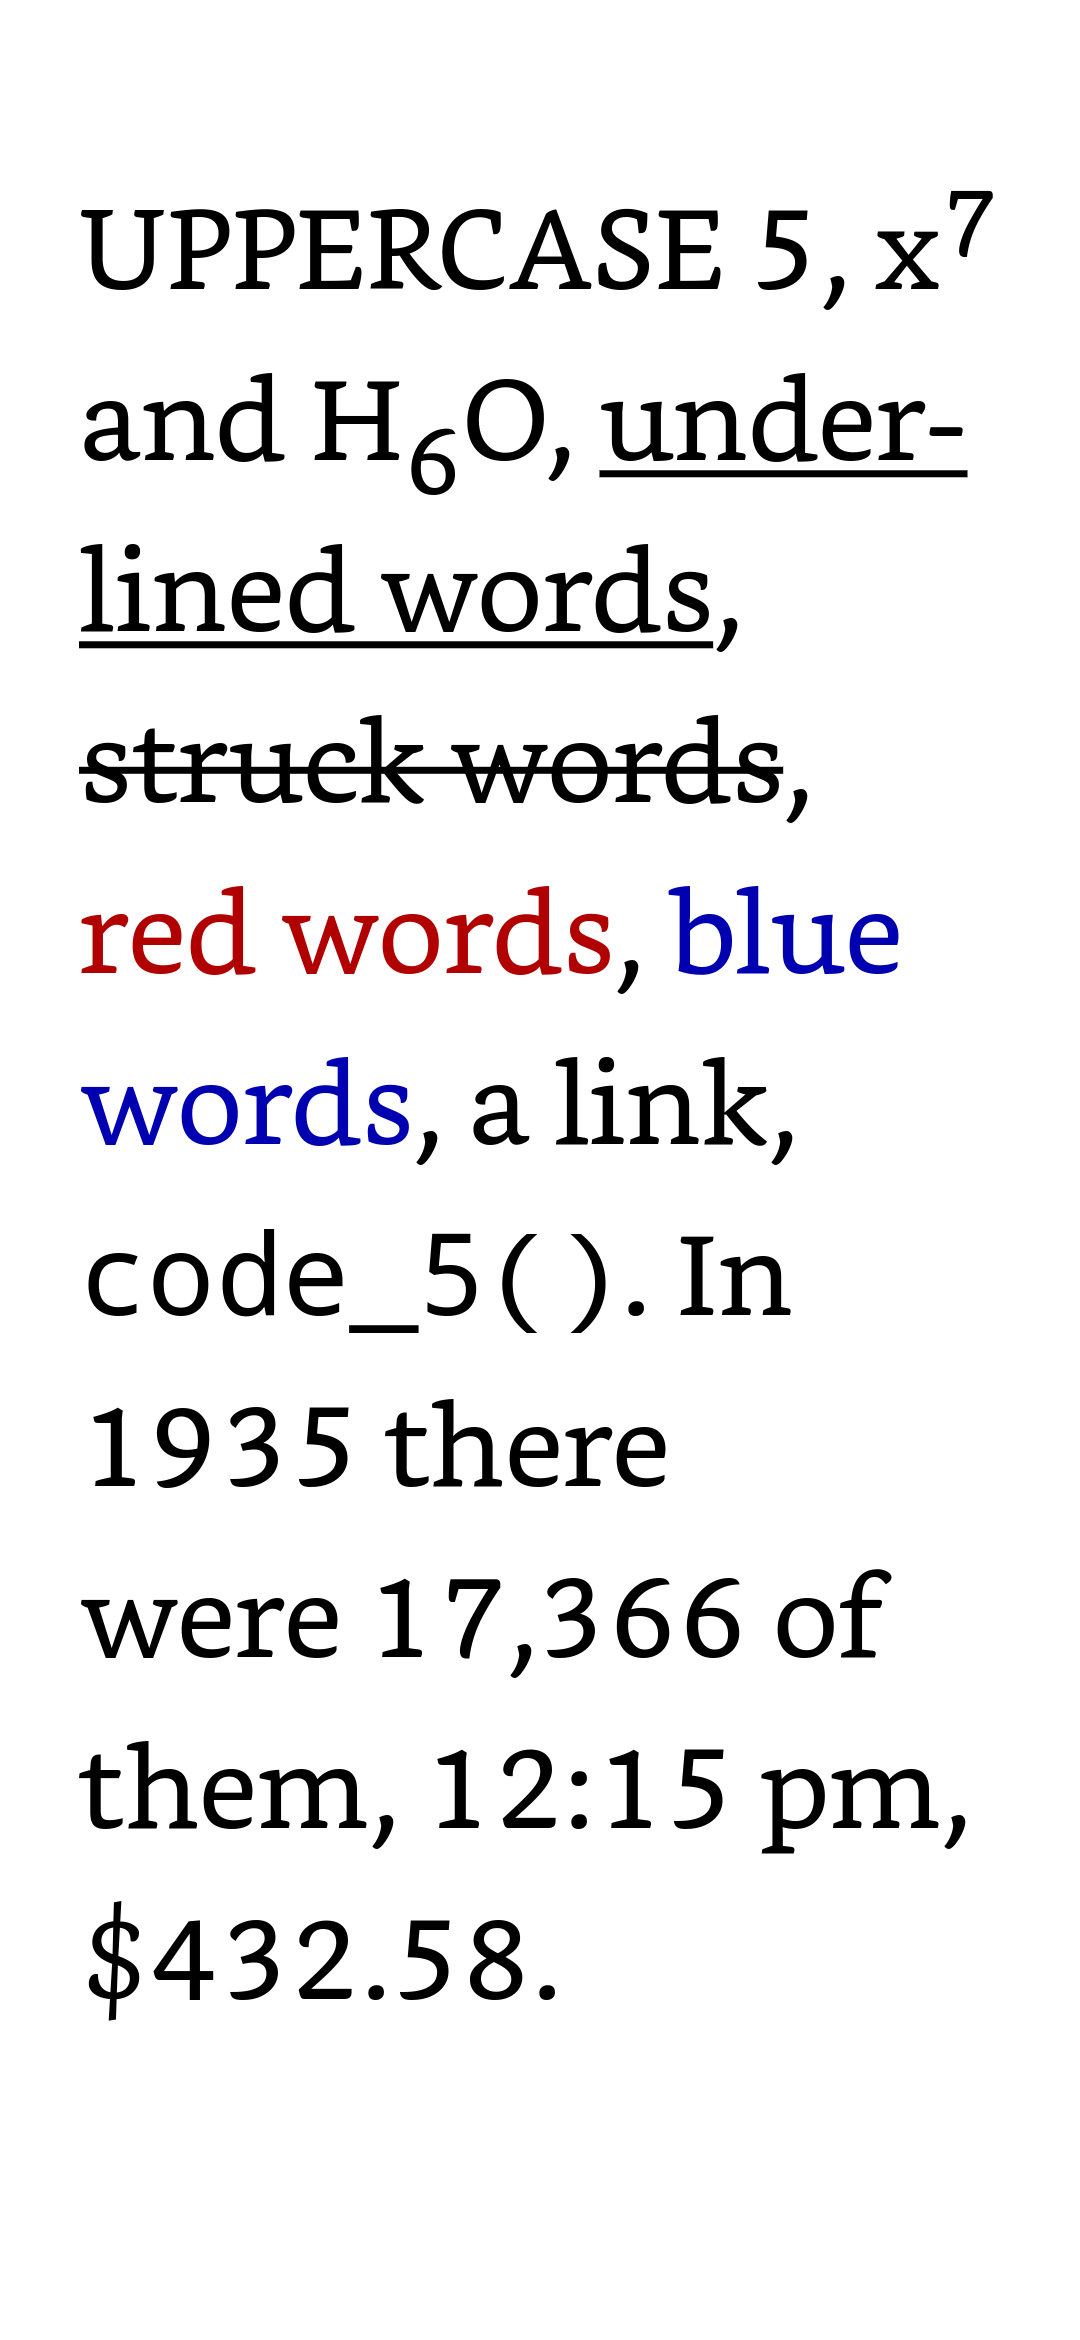 UPPERCASE 5, x⁷
and H₆O, under-
lined words,
struck words,
red words, blue
words, a link,
code_5(). In
1935 there
were 17,366 of
them, 12:15 pm,
$432.58.